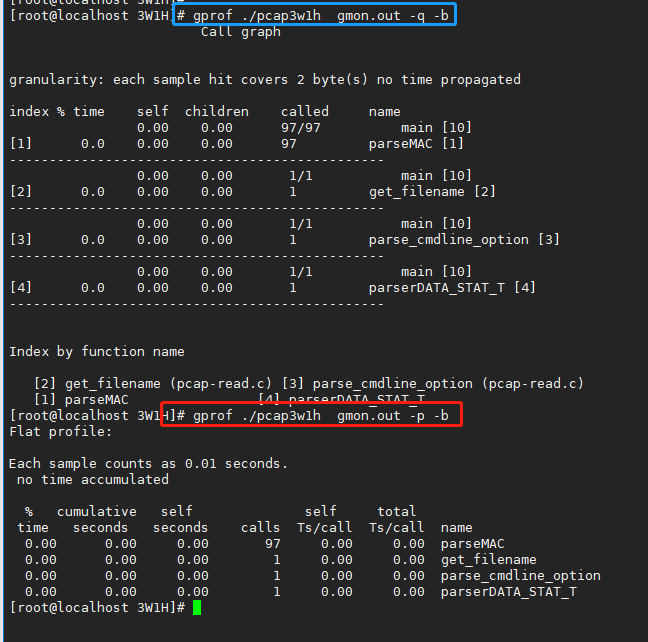 [root@localhost 3W1H]#
[root@localhost 3W1H]# gprof ./pcap3w1h  gmon.out -q -b
                        Call graph


granularity: each sample hit covers 2 byte(s) no time propagated

index % time    self  children    called     name
                0.00    0.00      97/97          main [10]
[1]      0.0    0.00    0.00      97         parseMAC [1]
-----------------------------------------------
                0.00    0.00       1/1           main [10]
[2]      0.0    0.00    0.00       1         get_filename [2]
-----------------------------------------------
                0.00    0.00       1/1           main [10]
[3]      0.0    0.00    0.00       1         parse_cmdline_option [3]
-----------------------------------------------
                0.00    0.00       1/1           main [10]
[4]      0.0    0.00    0.00       1         parserDATA_STAT_T [4]
-----------------------------------------------


Index by function name

   [2] get_filename (pcap-read.c) [3] parse_cmdline_option (pcap-read.c)
   [1] parseMAC                [4] parserDATA_STAT_T
[root@localhost 3W1H]# gprof ./pcap3w1h  gmon.out -p -b
Flat profile:

Each sample counts as 0.01 seconds.
 no time accumulated

  %   cumulative   self              self     total
 time   seconds   seconds    calls  Ts/call  Ts/call  name
  0.00      0.00     0.00       97     0.00     0.00  parseMAC
  0.00      0.00     0.00        1     0.00     0.00  get_filename
  0.00      0.00     0.00        1     0.00     0.00  parse_cmdline_option
  0.00      0.00     0.00        1     0.00     0.00  parserDATA_STAT_T
[root@localhost 3W1H]#